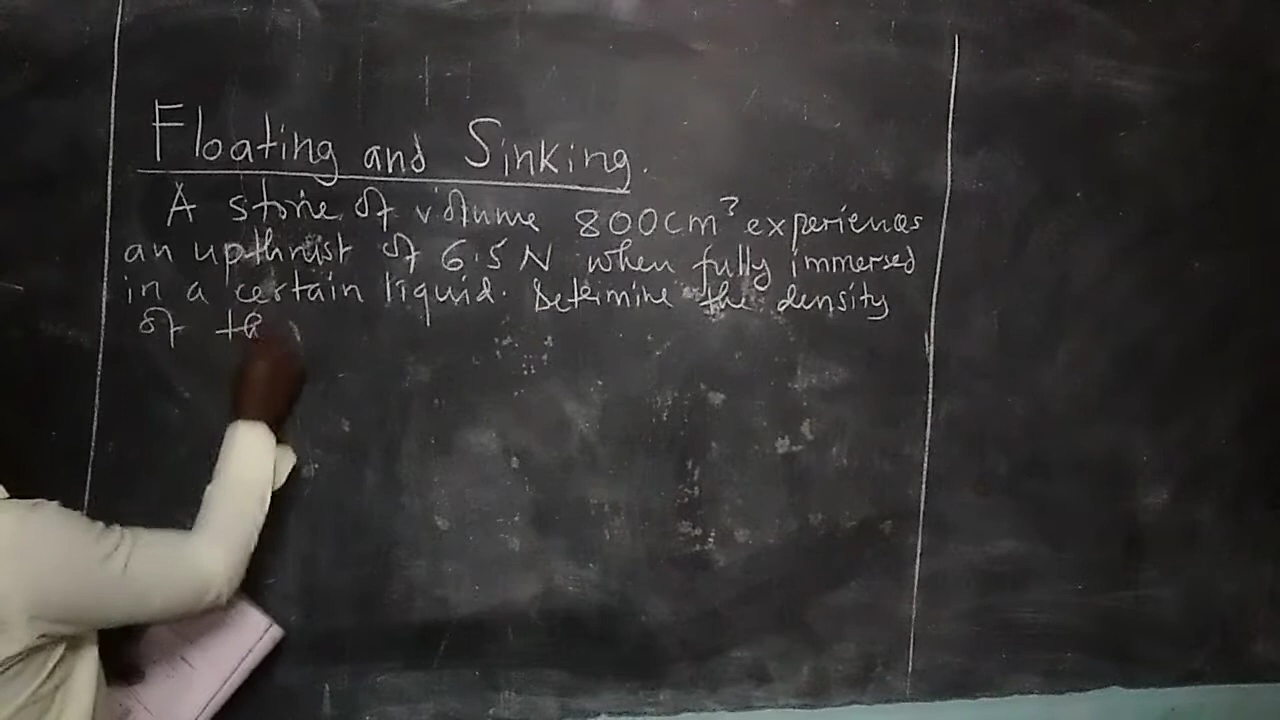 Floating and Sinking.
A stone of volume 800cm³ experiences
an upthrust of 6.5 N when fully immersed
in a certain liquid. Determine the density
of th